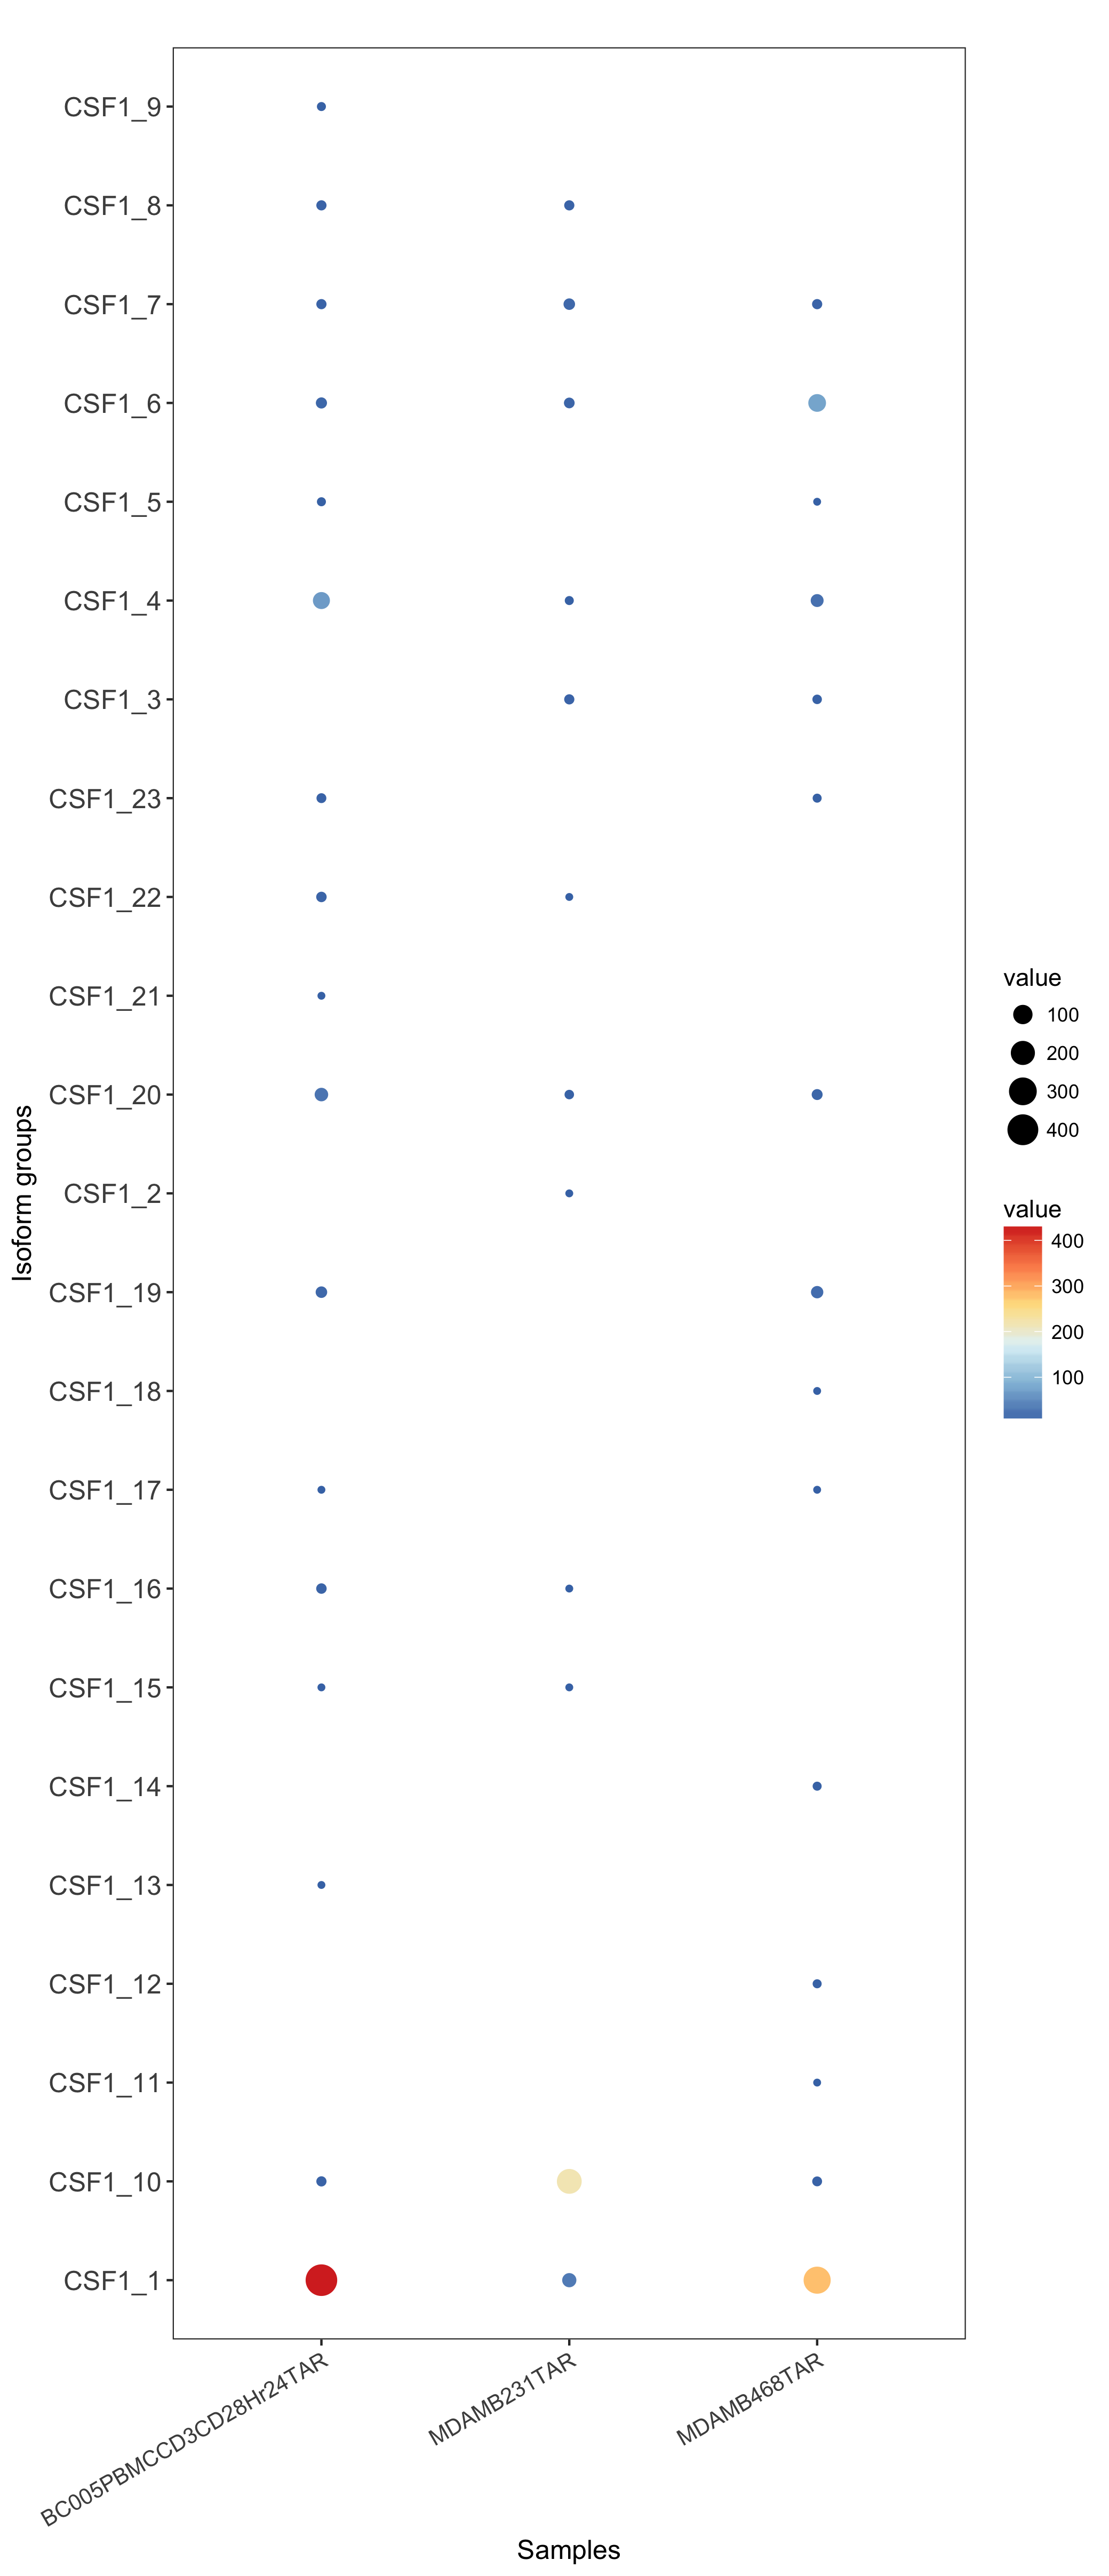 CSF1_9
CSF1_8
CSF1_7
CSF1_6
CSF1_5
CSF1_4
CSF1_3
CSF1_23
CSF1_22
CSF1_21
CSF1_20
CSF1_2
CSF1_19
CSF1_18
CSF1_17
CSF1_16
CSF1_15
CSF1_14
CSF1_13
CSF1_12
CSF1_11
CSF1_10
CSF1_1
Isoform groups
BC005PBMCCD3CD28Hr24TAR
MDAMB231TAR
MDAMB468TAR
Samples
value
100
200
300
400
value
400
300
200
100